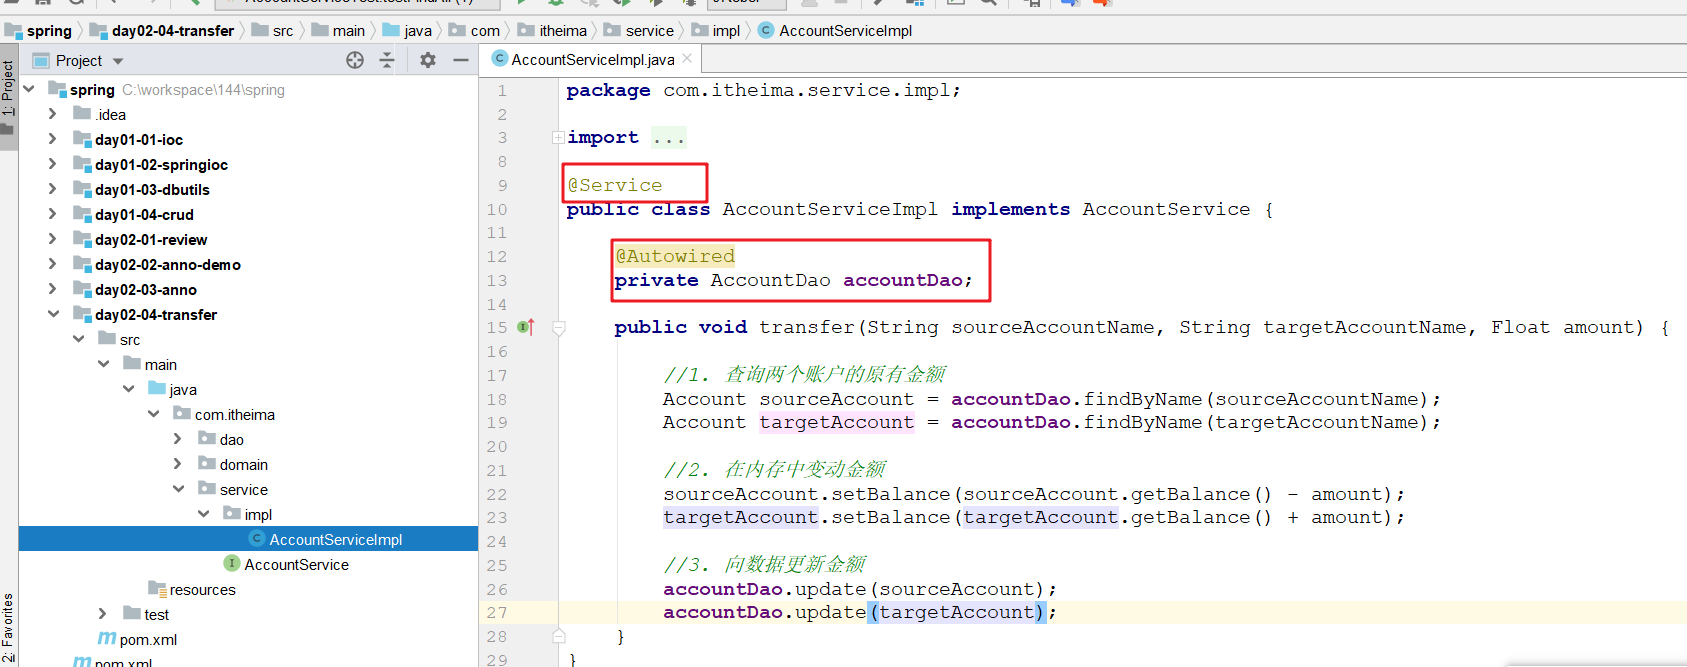 spring day02-04-transfer src main java com itheima service impl AccountServiceImpl
Project
AccountServiceImpl.java
1: Project
2: Favorites
spring C:\workspace\144\spring
.idea
day01-01-ioc
day01-02-springioc
day01-03-dbutils
day01-04-crud
day02-01-review
day02-02-anno-demo
day02-03-anno
day02-04-transfer
src
main
java
com.itheima
dao
domain
service
impl
AccountServiceImpl
AccountService
resources
test
pom.xml
pom.xml
1 package com.itheima.service.impl;
2
3 import ...
8
9 @Service
10 public class AccountServiceImpl implements AccountService {
11
12 @Autowired
13 private AccountDao accountDao;
14
15 public void transfer(String sourceAccountName, String targetAccountName, Float amount) {
16
17 //1. 查询两个账户的原有金额
18 Account sourceAccount = accountDao.findByName(sourceAccountName);
19 Account targetAccount = accountDao.findByName(targetAccountName);
20
21 //2. 在内存中变动金额
22 sourceAccount.setBalance(sourceAccount.getBalance() - amount);
23 targetAccount.setBalance(targetAccount.getBalance() + amount);
24
25 //3. 向数据更新金额
26 accountDao.update(sourceAccount);
27 accountDao.update(targetAccount);
28 }
29 }